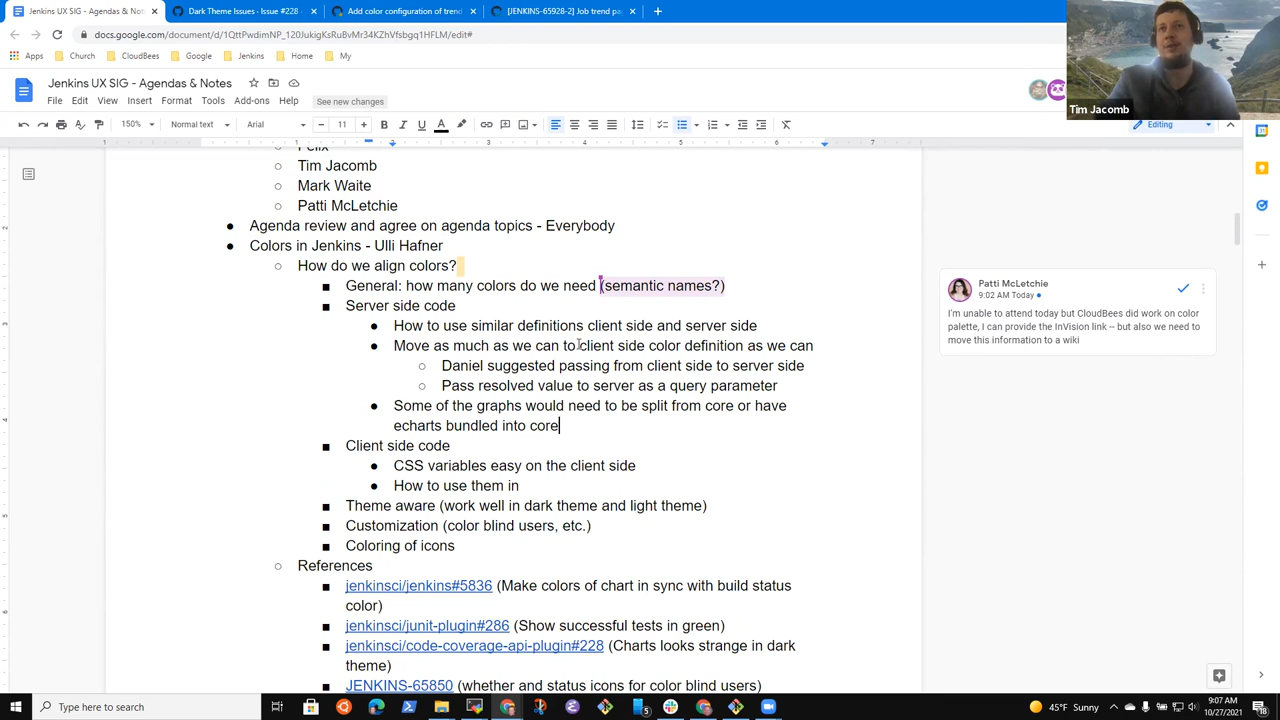 Jenkins UX SIG - Agendas & Notes
Dark Theme Issues · Issue #228
Add color configuration of trend
[JENKINS-65928-2] Job trend pag
docs.google.com/document/d/1QttPwdimNP_120JukigKsRuBvMr34KZhVfsbgq1HFLM/edit#
Apps Church CloudBees Google Jenkins Home My
Jenkins UX SIG - Agendas & Notes
File Edit View Insert Format Tools Add-ons Help See new changes
150% Normal text Arial 11 Editing
Tim Jacomb
1 2 3 4 5 6 7
Felix
Tim Jacomb
Mark Waite
Patti McLetchie
Agenda review and agree on agenda topics - Everybody
Colors in Jenkins - Ulli Hafner
How do we align colors?
General: how many colors do we need (semantic names?)
Server side code
How to use similar definitions client side and server side
Move as much as we can to client side color definition as we can
Daniel suggested passing from client side to server side
Pass resolved value to server as a query parameter
Some of the graphs would need to be split from core or have
echarts bundled into core
Client side code
CSS variables easy on the client side
How to use them in
Theme aware (work well in dark theme and light theme)
Customization (color blind users, etc.)
Coloring of icons
References
jenkinsci/jenkins#5836 (Make colors of chart in sync with build status
color)
jenkinsci/junit-plugin#286 (Show successful tests in green)
jenkinsci/code-coverage-api-plugin#228 (Charts looks strange in dark
theme)
JENKINS-65850 (whether and status icons for color blind users)
Patti McLetchie
9:02 AM Today
I'm unable to attend today but CloudBees did work on color
palette, I can provide the InVision link -- but also we need to
move this information to a wiki
Type here to search
45°F Sunny
9:07 AM
10/27/2021
18